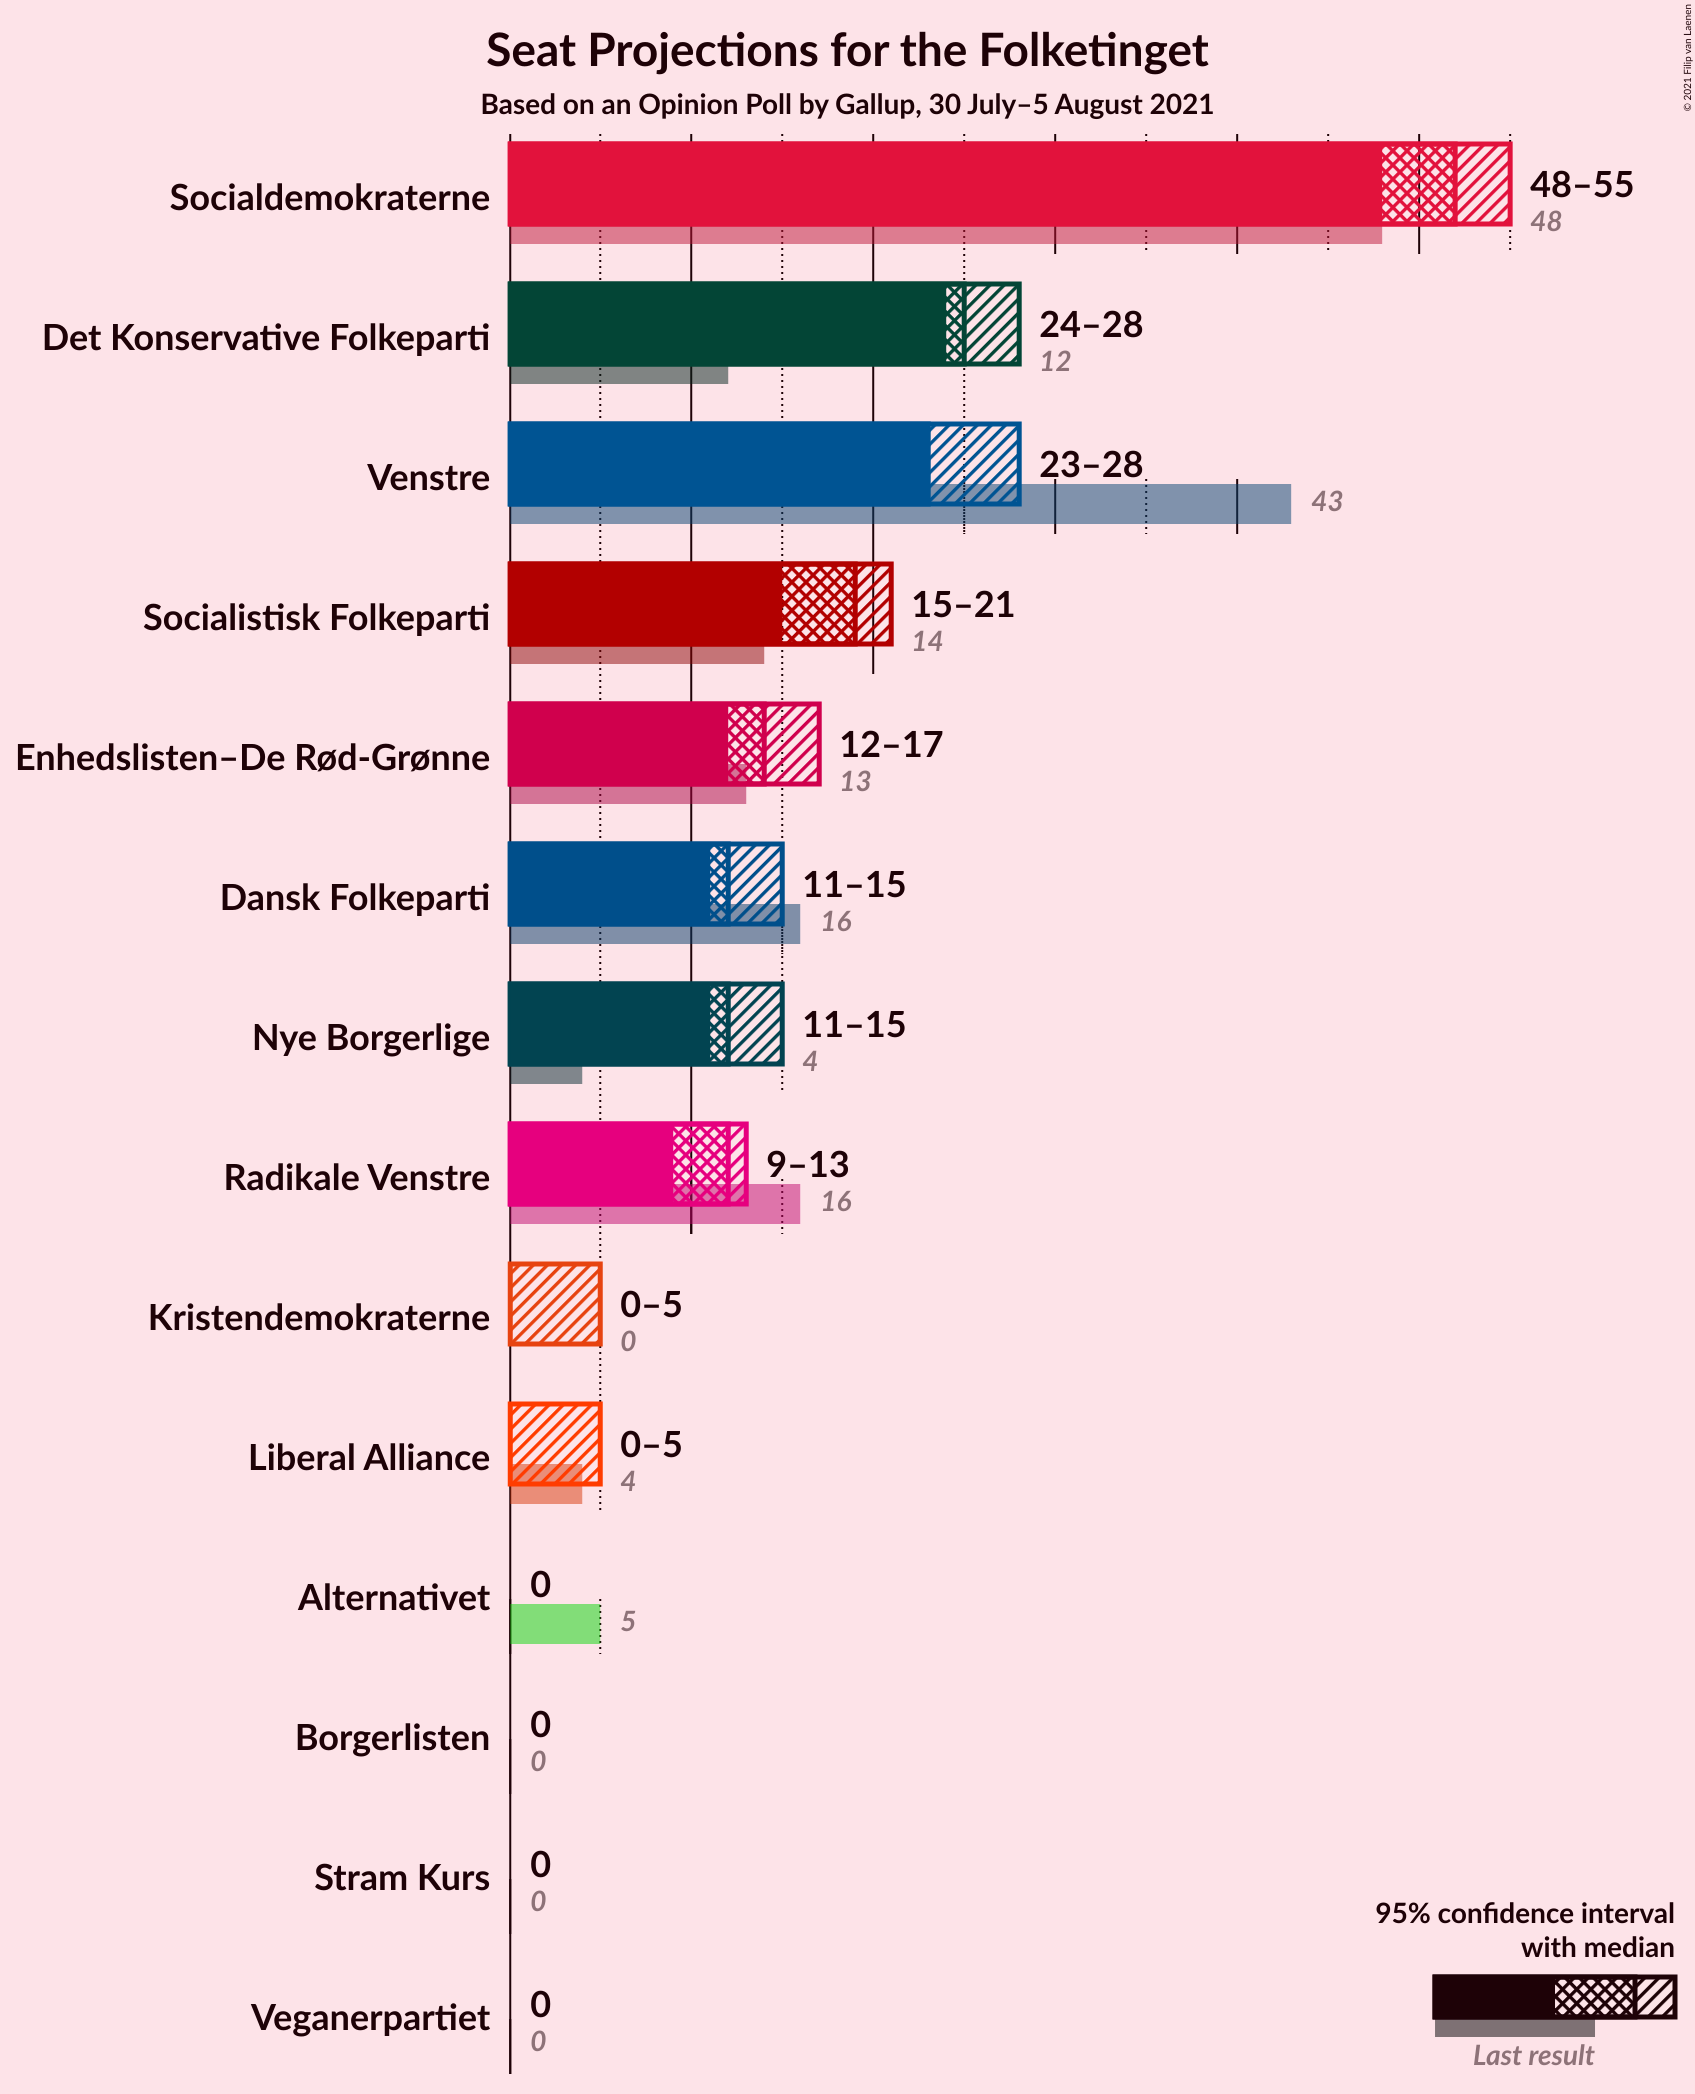 Seat Projections for the Folketinget
Based on an Opinion Poll by Gallup, 30 July–5 August 2021
© 2021 Filip van Laenen
Socialdemokraterne
48–55
48
Det Konservative Folkeparti
24–28
12
Venstre
23–28
43
Socialistisk Folkeparti
15–21
14
Enhedslisten–De Rød-Grønne
12–17
13
Dansk Folkeparti
11–15
16
Nye Borgerlige
11–15
4
Radikale Venstre
9–13
16
Kristendemokraterne
0–5
0
Liberal Alliance
0–5
4
Alternativet
0
5
Borgerlisten
0
0
Stram Kurs
0
0
Veganerpartiet
0
0
95% confidence interval
with median
Last result